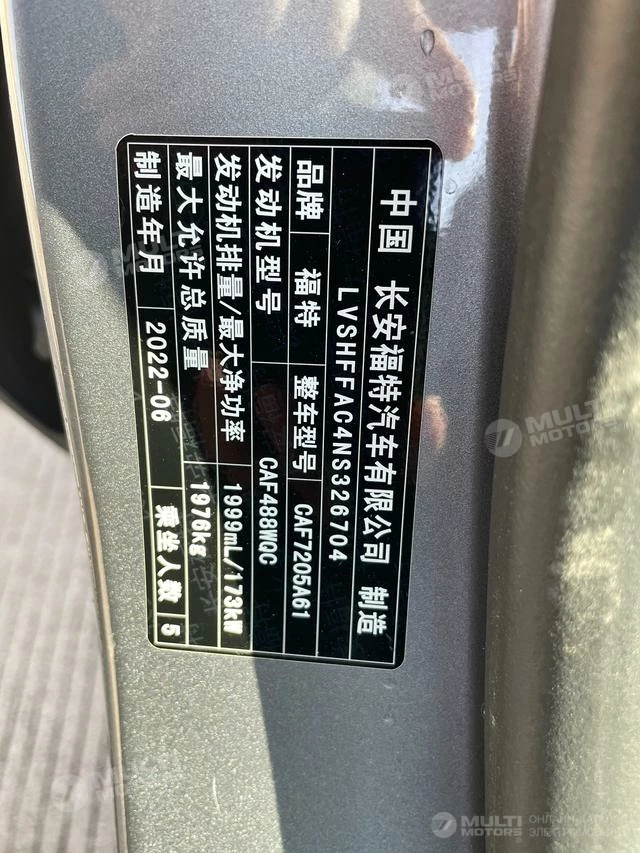 中国 长安福特汽车有限公司 制造
LVSHFFAC4NS326704
品牌 福特 整车型号 CAF7205A61
发动机型号 CAF488WQC
发动机排量/最大净功率 1999mL/173kW
最大允许总质量 1976kg
制造年月 2022-06 乘坐人数 5
MULTI MOTORS
MULTI MOTORS
MULTI MOTORS